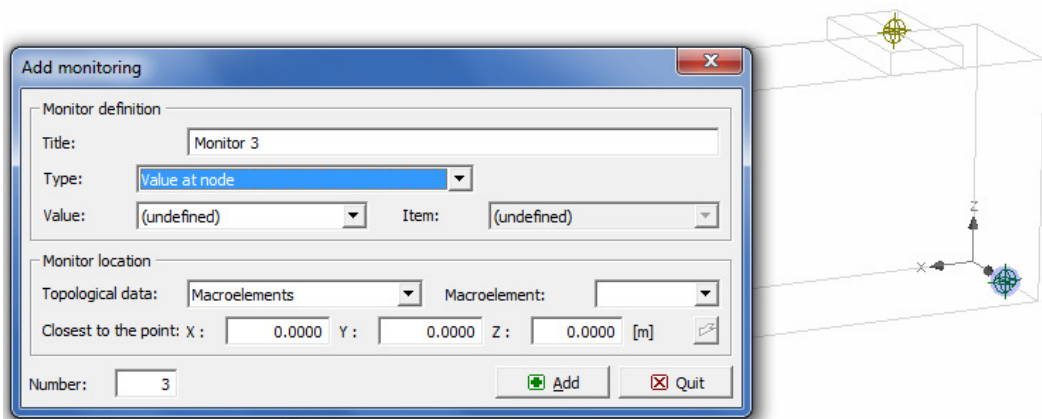 Add monitoring
Monitor definition
Title: Monitor 3
Type: Value at node
Value: (undefined) Item: (undefined)
Monitor location
Topological data: Macroelements Macroelement:
Closest to the point: X : 0.0000 Y : 0.0000 Z : 0.0000 [m]
Number: 3 Add Quit
Z
X